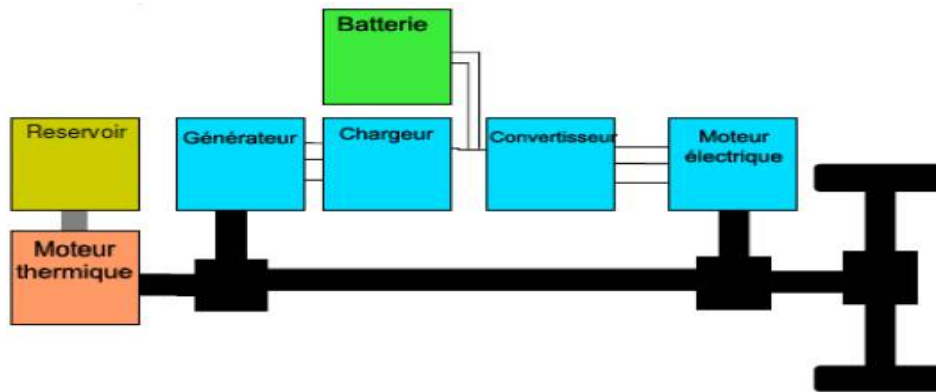 Batterie
Reservoir
Générateur
Chargeur
Convertisseur
Moteur
électrique
Moteur
thermique